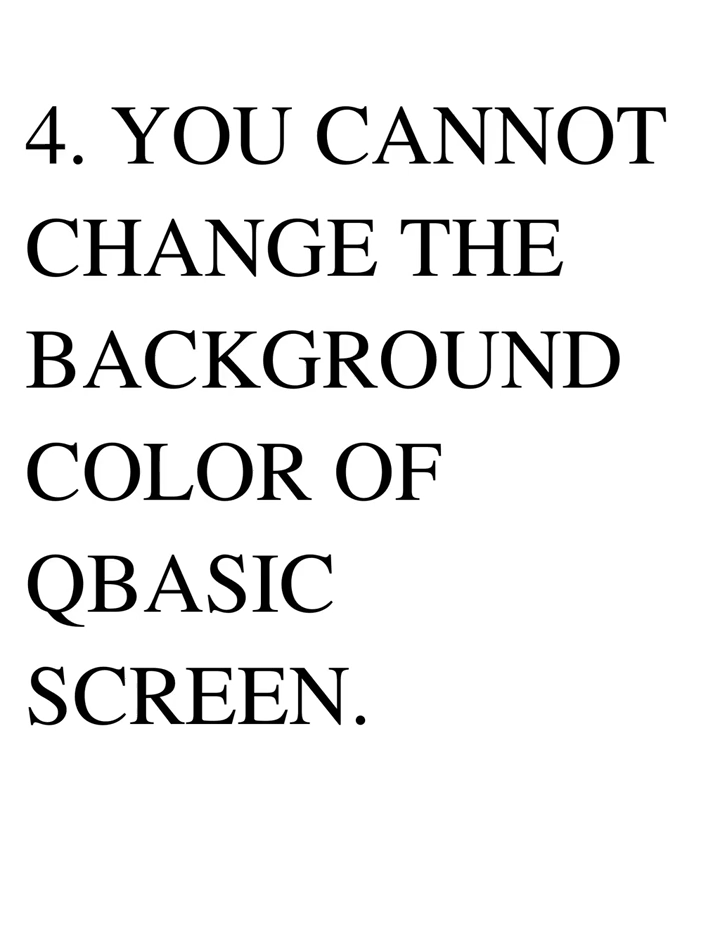 4. YOU CANNOT
CHANGE THE
BACKGROUND
COLOR OF
QBASIC
SCREEN.